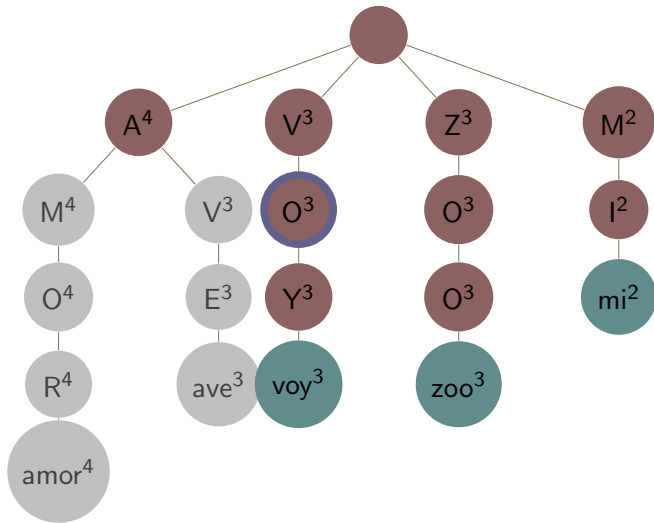 A⁴ V³ Z³ M²
M⁴ V³ O³ O³ I²
O⁴ E³ Y³ O³ mi²
R⁴ ave³ voy³ zoo³
amor⁴